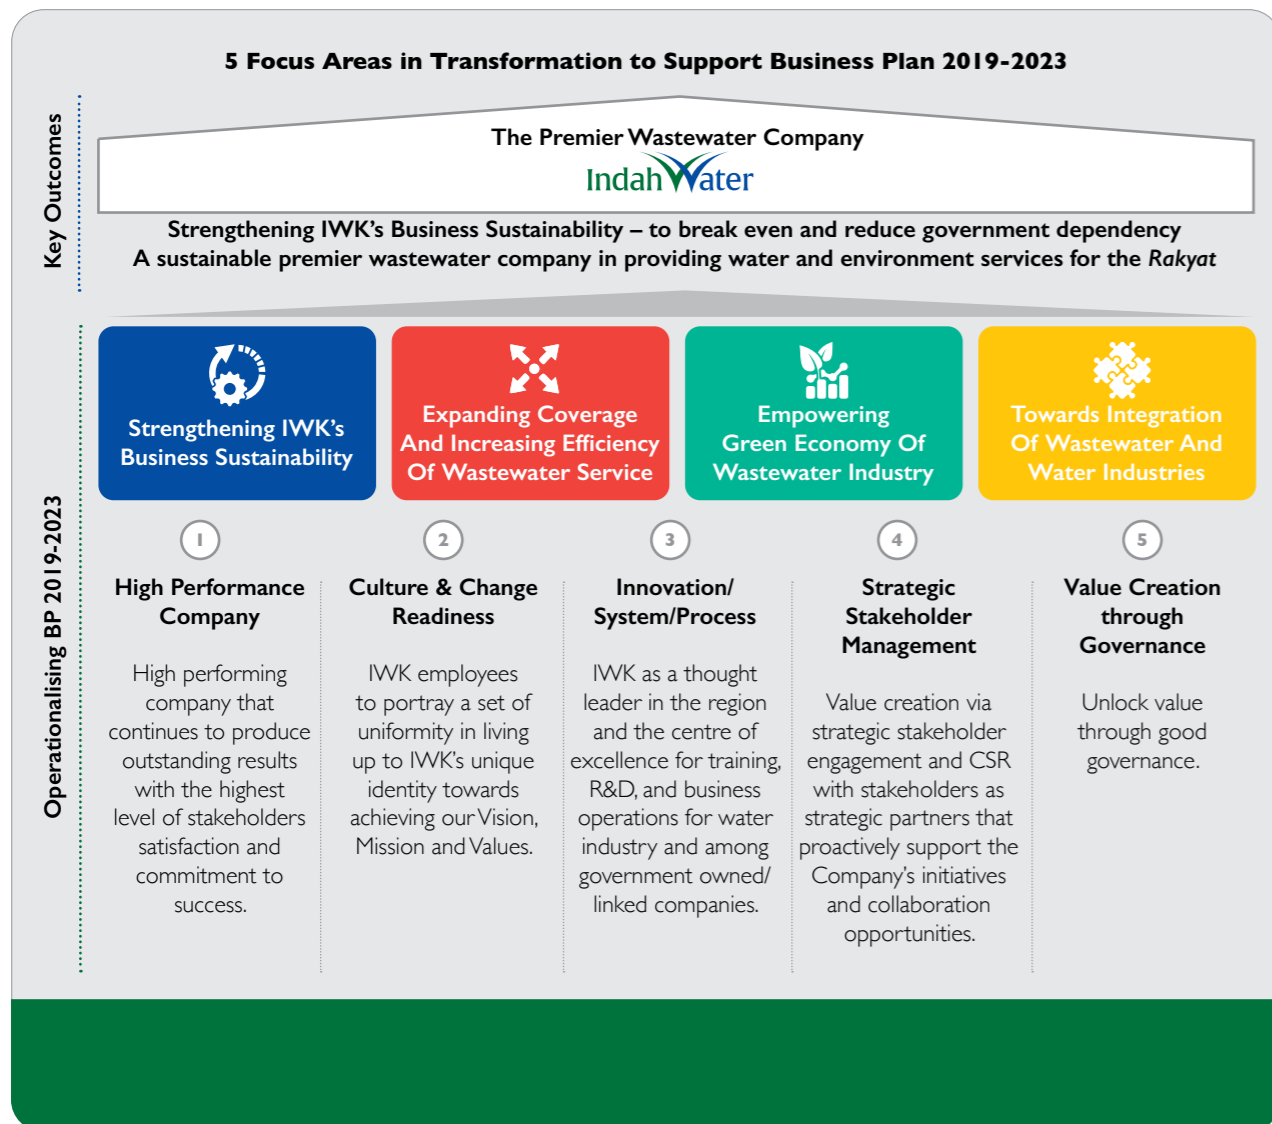 5 Focus Areas in Transformation to Support Business Plan 2019-2023
Key Outcomes
The Premier Wastewater Company
IndahWater
Strengthening IWK's Business Sustainability – to break even and reduce government dependency
A sustainable premier wastewater company in providing water and environment services for the Rakyat
Operationalising BP 2019-2023
Strengthening IWK's
Business Sustainability
Expanding Coverage
And Increasing Efficiency
Of Wastewater Service
Empowering
Green Economy Of
Wastewater Industry
Towards Integration
Of Wastewater And
Water Industries
1
High Performance
Company
High performing
company that
continues to produce
outstanding results
with the highest
level of stakeholders
satisfaction and
commitment to
success.
2
Culture & Change
Readiness
IWK employees
to portray a set of
uniformity in living
up to IWK's unique
identity towards
achieving our Vision,
Mission and Values.
3
Innovation/
System/Process
IWK as a thought
leader in the region
and the centre of
excellence for training,
R&D, and business
operations for water
industry and among
government owned/
linked companies.
4
Strategic
Stakeholder
Management
Value creation via
strategic stakeholder
engagement and CSR
with stakeholders as
strategic partners that
proactively support the
Company's initiatives
and collaboration
opportunities.
5
Value Creation
through
Governance
Unlock value
through good
governance.